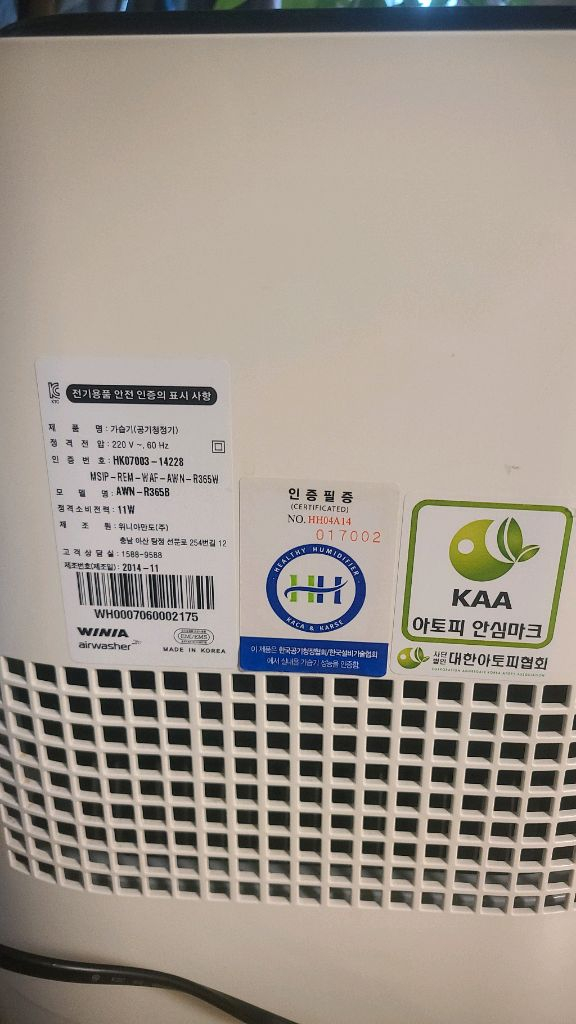 전기용품 안전 인증의 표시 사항
제 품 명 : 가습기(공기청정기)
정 격 전 압 : 220 V ~, 60 Hz
인 증 번 호 : HK07003-14228
MSIP-REM-WAF-AWN-R365W
모 델 명 : AWN-R365B
정격소비전력 : 11W
제 조 원 : 위니아만도(주)
충남 아산 탕정 선문로 254번길 12
고객상담실 : 1588-9588
제조번호(제조일) : 2014-11
WH0007060002175
WINIA
airwasher
EMC/EMS
MADE IN KOREA
인증필증
(CERTIFICATED)
NO. HH04A14
017002
HEALTHY HUMIDIFIER
HH
KACA & KARSE
이 제품은 한국공기청정협회/한국설비기술협회
에서 실내용 가습기 성능을 인증함.
KAA
아토피 안심마크
사단법인 대한아토피협회